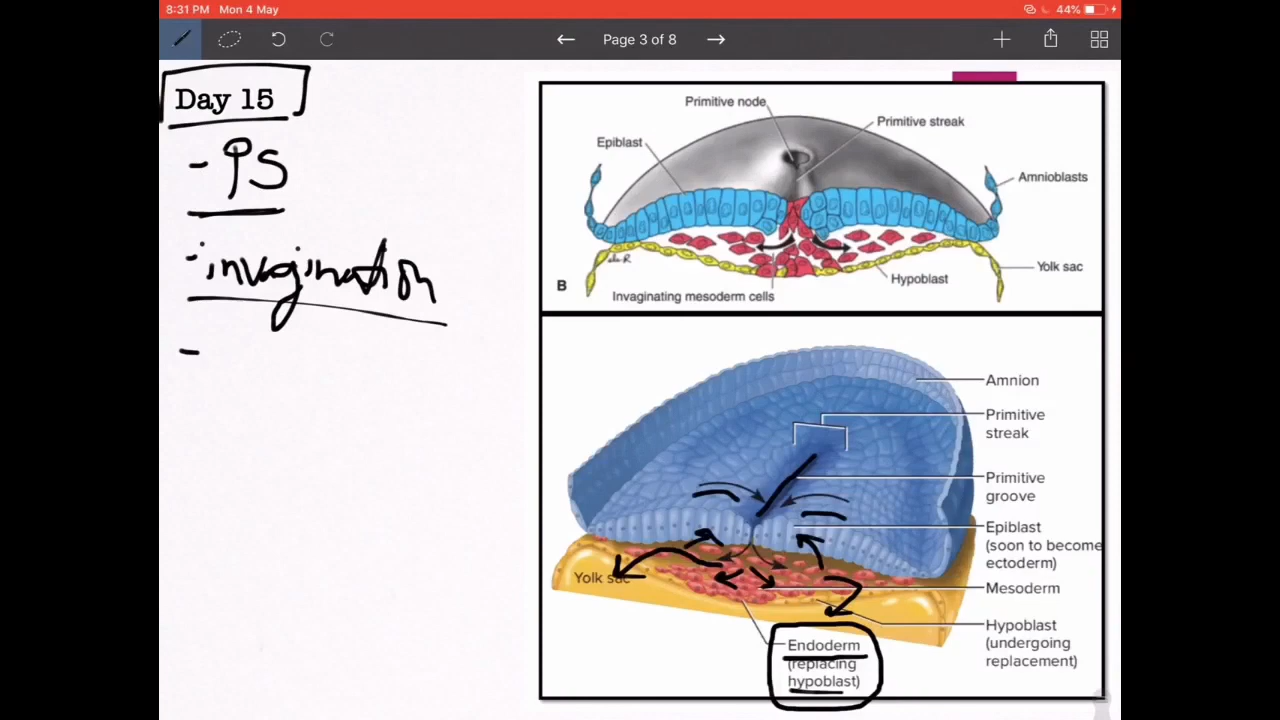 8:31 PM Mon 4 May
44%
Page 3 of 8
Day 15
- PS
- invagination
-
Primitive node
Primitive streak
Epiblast
Amnioblasts
Yolk sac
Hypoblast
B
Invaginating mesoderm cells
Amnion
Primitive
streak
Primitive
groove
Epiblast
(soon to become
ectoderm)
Yolk sac
Mesoderm
Hypoblast
(undergoing
replacement)
Endoderm
(replacing
hypoblast)